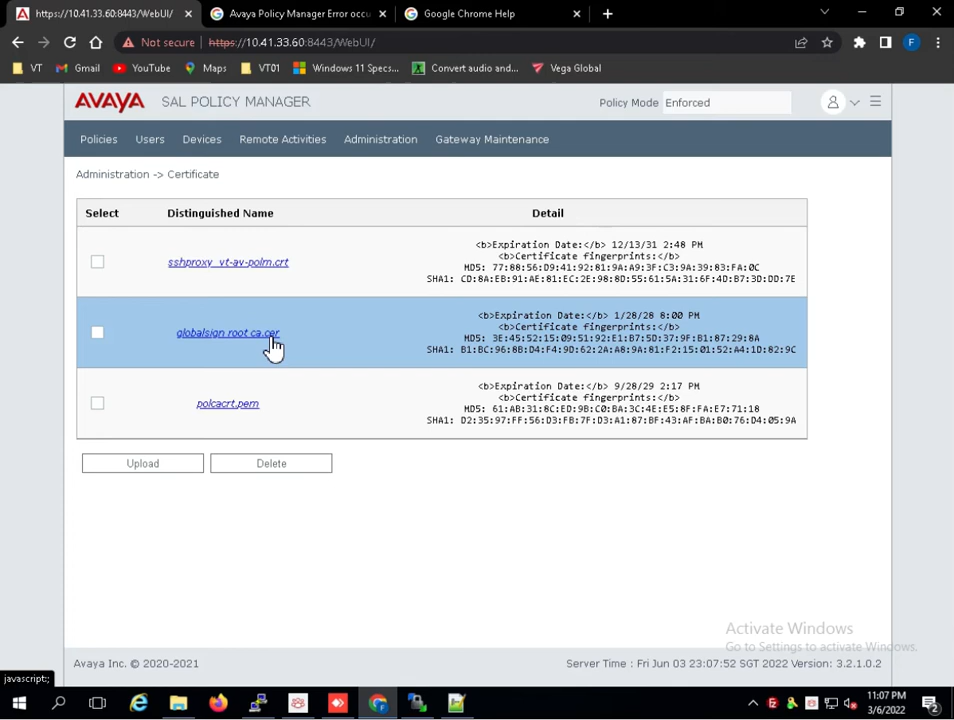 https://10.41.33.60:8443/WebUI/
Avaya Policy Manager Error occu
Google Chrome Help
Not secure https://10.41.33.60:8443/WebUI/
F
VT
Gmail
YouTube
Maps
VT01
Windows 11 Specs...
Convert audio and...
Vega Global
AVAYA SAL POLICY MANAGER
Policy Mode Enforced
Policies Users Devices Remote Activities Administration Gateway Maintenance
Administration -> Certificate
Select Distinguished Name Detail
sshproxy_vt-av-polm.crt
<b>Expiration Date:</b> 12/13/31 2:48 PM
<b>Certificate fingerprints:</b>
MD5: 77:88:56:D9:41:92:81:9A:A9:3F:C3:9A:39:83:FA:0C
SHA1: CD:8A:EB:91:AE:81:EC:2E:98:8D:55:61:5A:31:6F:4D:B7:3D:DD:7E
globalsign root ca.cer
<b>Expiration Date:</b> 1/28/28 8:00 PM
<b>Certificate fingerprints:</b>
MD5: 3E:45:52:15:09:51:92:E1:B7:5D:37:9F:B1:87:29:8A
SHA1: B1:BC:96:8B:D4:F4:9D:62:2A:A8:9A:81:F2:15:01:52:A4:1D:82:9C
polcacrt.pem
<b>Expiration Date:</b> 9/28/29 2:17 PM
<b>Certificate fingerprints:</b>
MD5: 61:AB:31:8C:ED:9B:C0:BA:3C:4E:E5:8F:FA:E7:71:18
SHA1: D2:35:97:FF:56:D3:FB:7F:D3:A1:87:BF:43:AF:BA:B0:76:D4:05:9A
Upload Delete
Activate Windows
Go to Settings to activate Windows.
Avaya Inc. © 2020-2021
Server Time : Fri Jun 03 23:07:52 SGT 2022 Version: 3.2.1.0.2
javascript:;
11:07 PM
3/6/2022
2